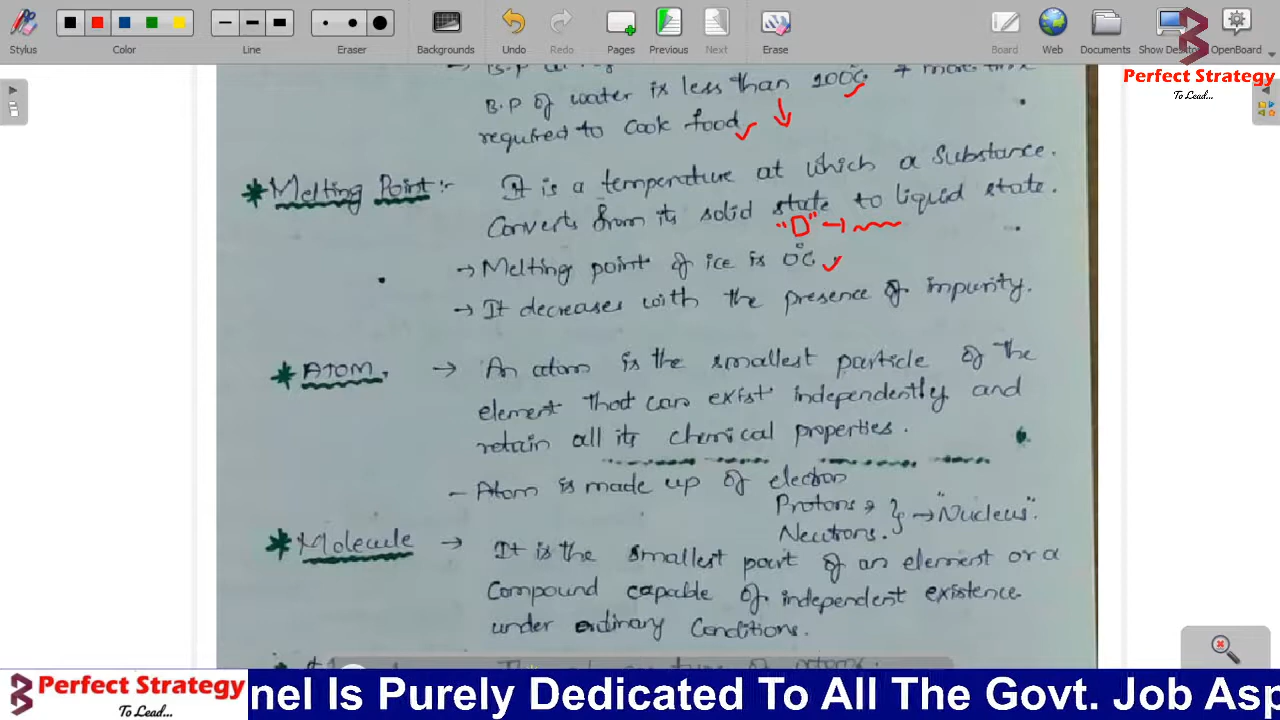 Stylus
Color
Line
Eraser
Backgrounds
Undo
Redo
Pages
Previous
Next
Erase
Board
Web
Documents
Show Desktop
OpenBoard
Perfect Strategy
To Lead...
B.P of water is less than 100°C + more time
required to cook food
* Melting Point :- It is a temperature at which a substance.
Converts from its solid state to liquid state.
→ Melting point of ice is 0°C
→ It decreases with the presence of impurity.
* Atom. → An atom is the smallest particle of the
element that can exist independently and
retain all its chemical properties.
- Atom is made up of electron
Protons
Neutrons. } → "Nucleus".
* Molecule → It is the smallest part of an element or a
Compound capable of independent existence
under ordinary Conditions.
Perfect Strategy
To Lead...
nel Is Purely Dedicated To All The Govt. Job Asp